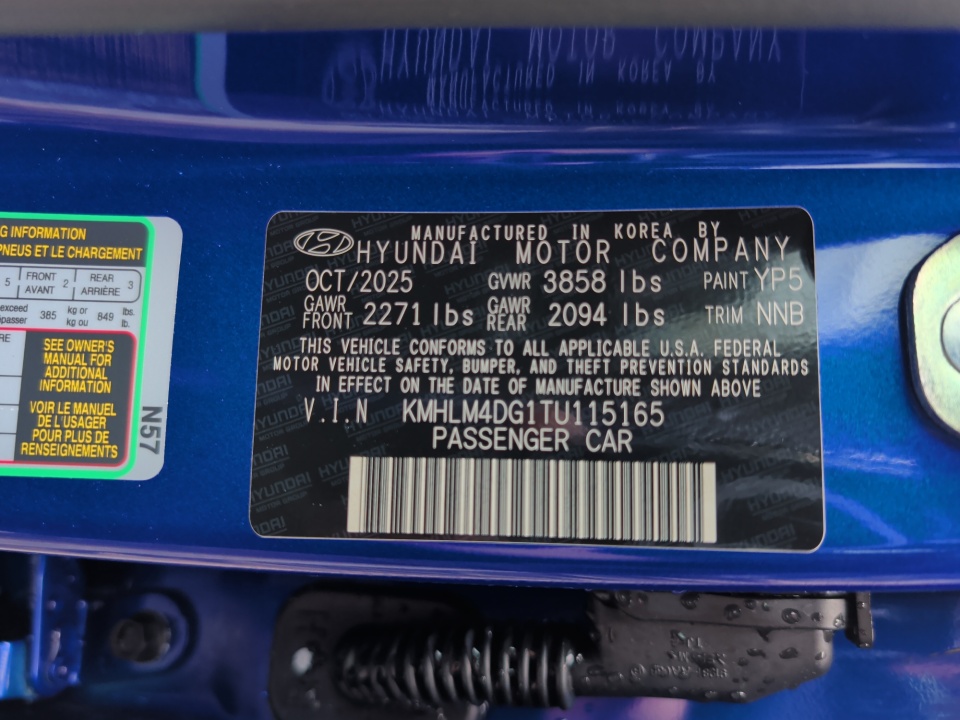 G INFORMATION
PNEUS ET LE CHARGEMENT
5 FRONT AVANT 2 REAR ARRIÈRE 3
exceed
passer 385 kg or kg ou 849 lbs. lb.
SEE OWNER'S
MANUAL FOR
ADDITIONAL
INFORMATION
VOIR LE MANUEL
DE L'USAGER
POUR PLUS DE
RENSEIGNEMENTS
N57
MANUFACTURED IN KOREA BY
HYUNDAI MOTOR COMPANY
OCT/2025 GVWR 3858 lbs PAINT YP5
GAWR FRONT 2271 lbs GAWR REAR 2094 lbs TRIM NNB
THIS VEHICLE CONFORMS TO ALL APPLICABLE U.S.A. FEDERAL
MOTOR VEHICLE SAFETY, BUMPER, AND THEFT PREVENTION STANDARDS
IN EFFECT ON THE DATE OF MANUFACTURE SHOWN ABOVE
V.I.N KMHLM4DG1TU115165
PASSENGER CAR